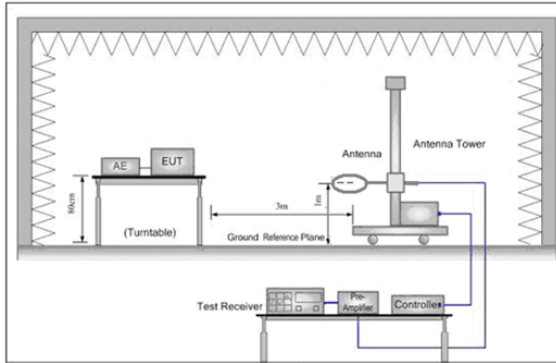 Antenna
Antenna Tower
AE
EUT
80cm
1m
3m
(Turntable)
Ground Reference Plane
Test Receiver
Pre-
Amplifier
Controller